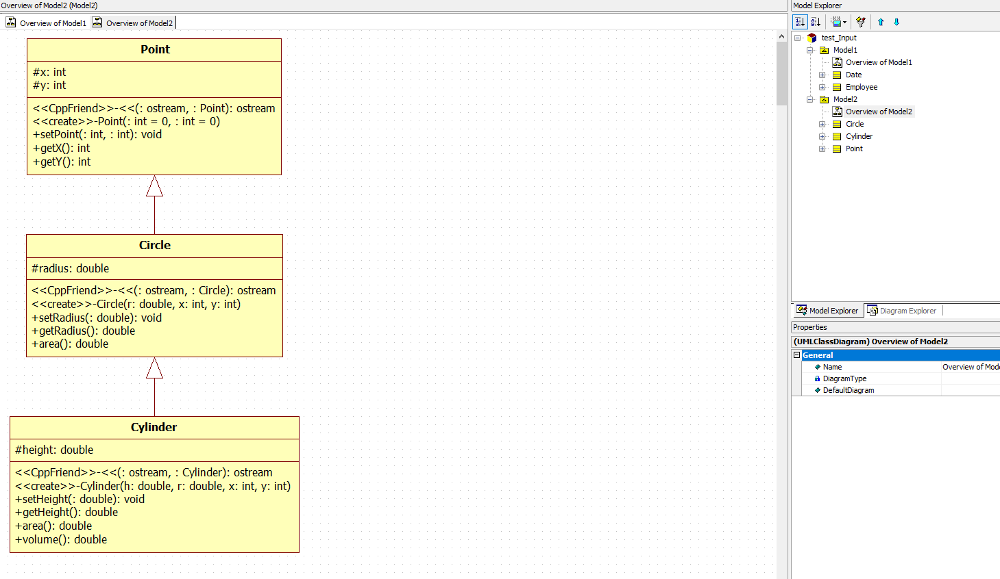 Overview of Model2 (Model2)
Overview of Model1
Overview of Model2
Point
#x: int
#y: int
<<CppFriend>>-<<(: ostream, : Point): ostream
<<create>>-Point(: int = 0, : int = 0)
+setPoint(: int, : int): void
+getX(): int
+getY(): int
Circle
#radius: double
<<CppFriend>>-<<(: ostream, : Circle): ostream
<<create>>-Circle(r: double, x: int, y: int)
+setRadius(: double): void
+getRadius(): double
+area(): double
Cylinder
#height: double
<<CppFriend>>-<<(: ostream, : Cylinder): ostream
<<create>>-Cylinder(h: double, r: double, x: int, y: int)
+setHeight(: double): void
+getHeight(): double
+area(): double
+volume(): double
Model Explorer
test_Input
Model1
Overview of Model1
Date
Employee
Model2
Overview of Model2
Circle
Cylinder
Point
Model Explorer
Diagram Explorer
Properties
(UMLClassDiagram) Overview of Model2
General
Name Overview of Mode
DiagramType
DefaultDiagram